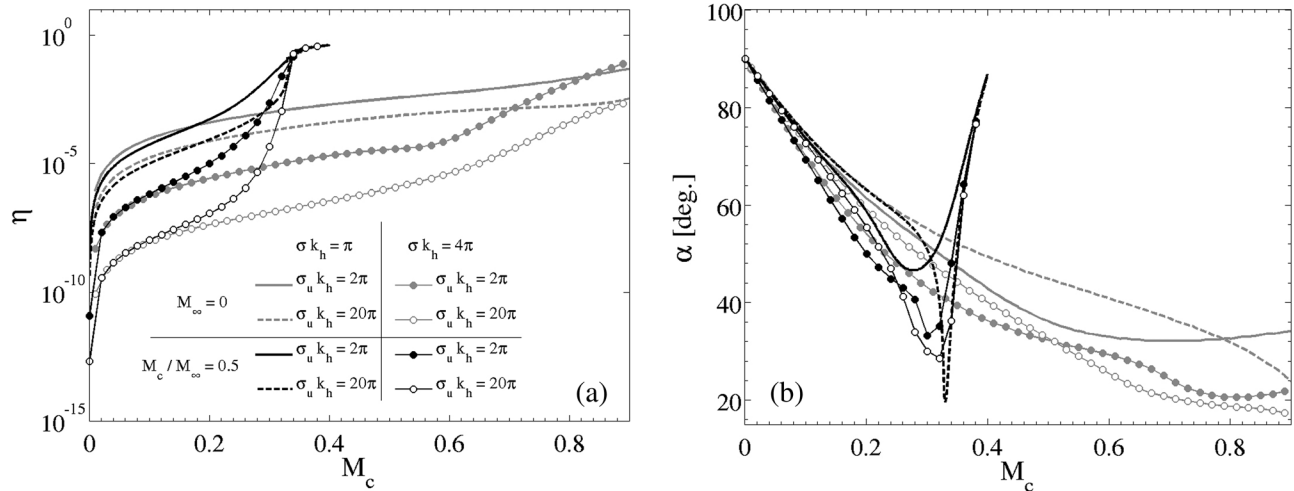 10⁰
10⁻⁵
10⁻¹⁰
10⁻¹⁵
η
0 0.2 0.4 0.6 0.8
M_c
σ k_h = π σ k_h = 4π
M_∞ = 0
σ_u k_h = 2π σ_u k_h = 2π
σ_u k_h = 20π σ_u k_h = 20π
M_c / M_∞ = 0.5
σ_u k_h = 2π σ_u k_h = 2π
σ_u k_h = 20π σ_u k_h = 20π
(a)
100
80
60
40
20
α [deg.]
0 0.2 0.4 0.6 0.8
M_c
(b)